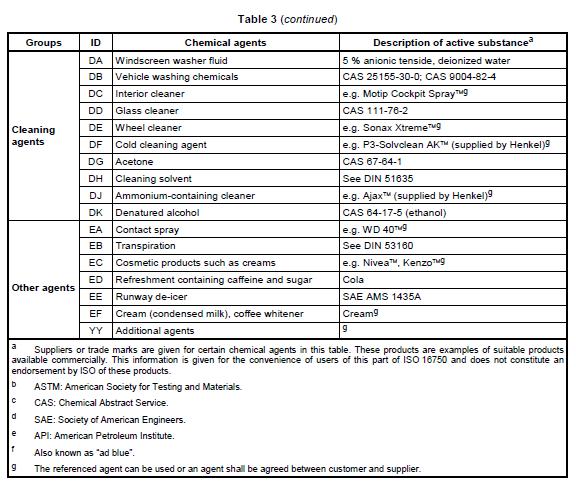 Table 3 (continued)
Groups ID Chemical agents Description of active substanceᵃ
Cleaning agents
DA Windscreen washer fluid 5 % anionic tenside, deionized water
DB Vehicle washing chemicals CAS 25155-30-0; CAS 9004-82-4
DC Interior cleaner e.g. Motip Cockpit Spray™ᵍ
DD Glass cleaner CAS 111-76-2
DE Wheel cleaner e.g. Sonax Xtreme™ᵍ
DF Cold cleaning agent e.g. P3-Solvclean AK™ (supplied by Henkel)ᵍ
DG Acetone CAS 67-64-1
DH Cleaning solvent See DIN 51635
DJ Ammonium-containing cleaner e.g. Ajax™ (supplied by Henkel)ᵍ
DK Denatured alcohol CAS 64-17-5 (ethanol)
Other agents
EA Contact spray e.g. WD 40™ᵍ
EB Transpiration See DIN 53160
EC Cosmetic products such as creams e.g. Nivea™, Kenzo™ᵍ
ED Refreshment containing caffeine and sugar Cola
EE Runway de-icer SAE AMS 1435A
EF Cream (condensed milk), coffee whitener Creamᵍ
YY Additional agents ᵍ
ᵃ Suppliers or trade marks are given for certain chemical agents in this table. These products are examples of suitable products
available commercially. This information is given for the convenience of users of this part of ISO 16750 and does not constitute an
endorsement by ISO of these products.
ᵇ ASTM: American Society for Testing and Materials.
ᶜ CAS: Chemical Abstract Service.
ᵈ SAE: Society of American Engineers.
ᵉ API: American Petroleum Institute.
ᶠ Also known as “ad blue”.
ᵍ The referenced agent can be used or an agent shall be agreed between customer and supplier.